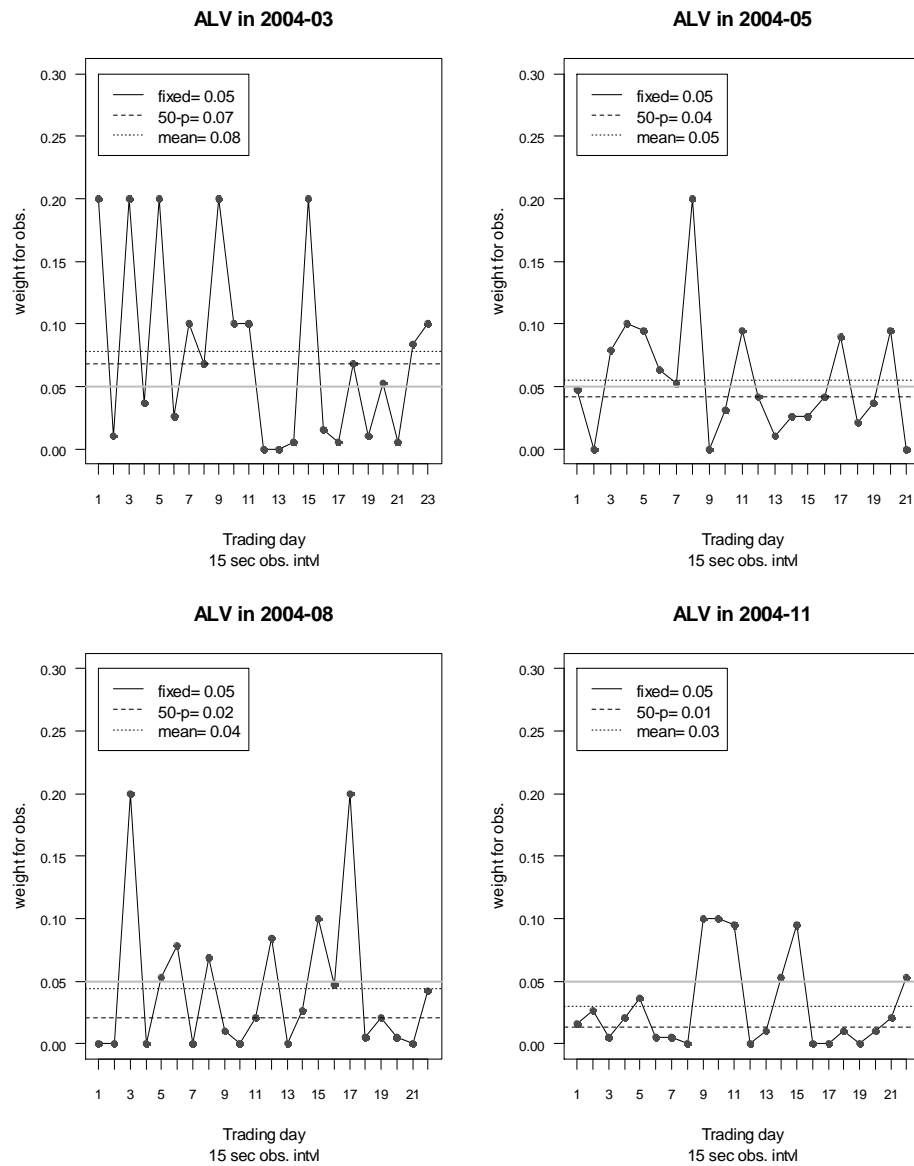 ALV in 2004-03
fixed= 0.05
50-p= 0.07
mean= 0.08
weight for obs.
0.30
0.25
0.20
0.15
0.10
0.05
0.00
1 3 5 7 9 11 13 15 17 19 21 23
Trading day
15 sec obs. intvl
ALV in 2004-05
fixed= 0.05
50-p= 0.04
mean= 0.05
weight for obs.
0.30
0.25
0.20
0.15
0.10
0.05
0.00
1 3 5 7 9 11 13 15 17 19 21
Trading day
15 sec obs. intvl
ALV in 2004-08
fixed= 0.05
50-p= 0.02
mean= 0.04
weight for obs.
0.30
0.25
0.20
0.15
0.10
0.05
0.00
1 3 5 7 9 11 13 15 17 19 21
Trading day
15 sec obs. intvl
ALV in 2004-11
fixed= 0.05
50-p= 0.01
mean= 0.03
weight for obs.
0.30
0.25
0.20
0.15
0.10
0.05
0.00
1 3 5 7 9 11 13 15 17 19 21
Trading day
15 sec obs. intvl